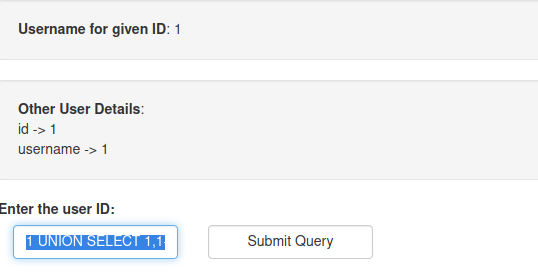 Username for given ID: 1
Other User Details:
id -> 1
username -> 1
Enter the user ID:
1 UNION SELECT 1,1
Submit Query